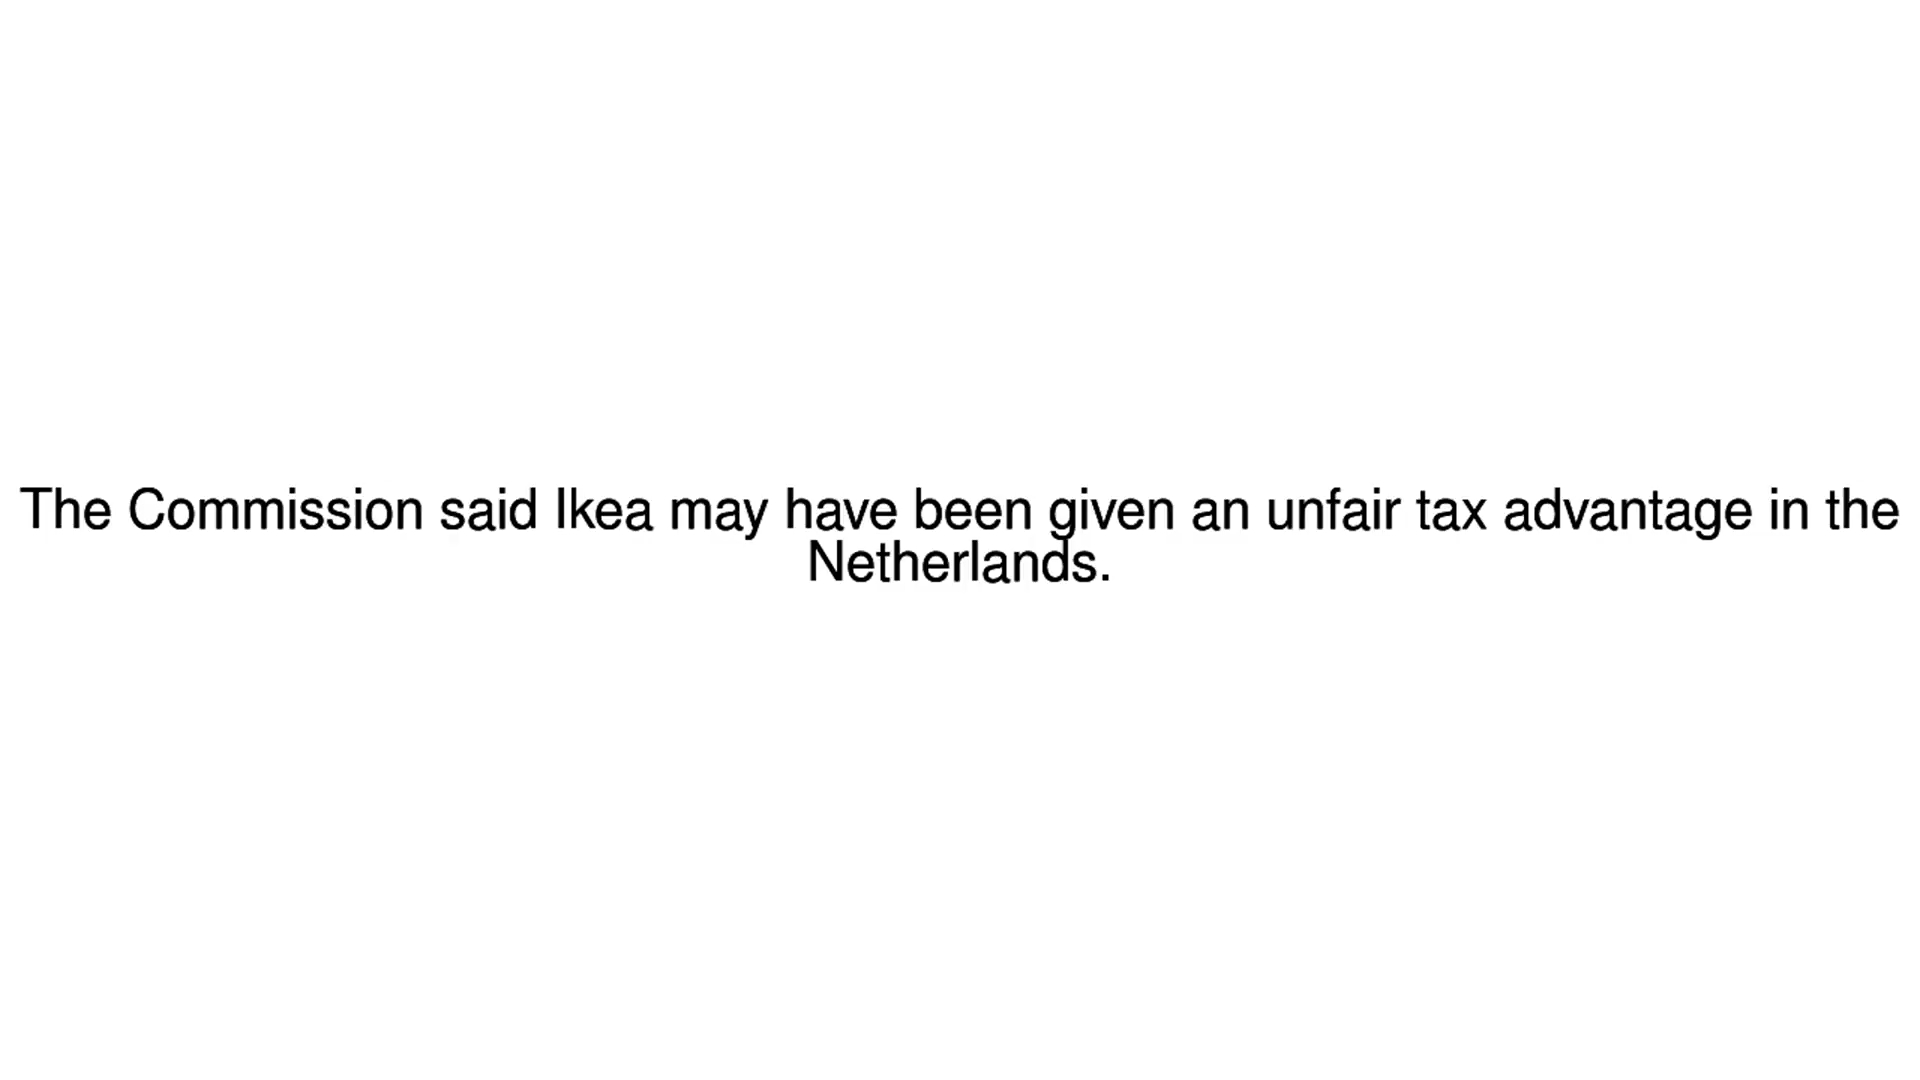 The Commission said Ikea may have been given an unfair tax advantage in the
Netherlands.